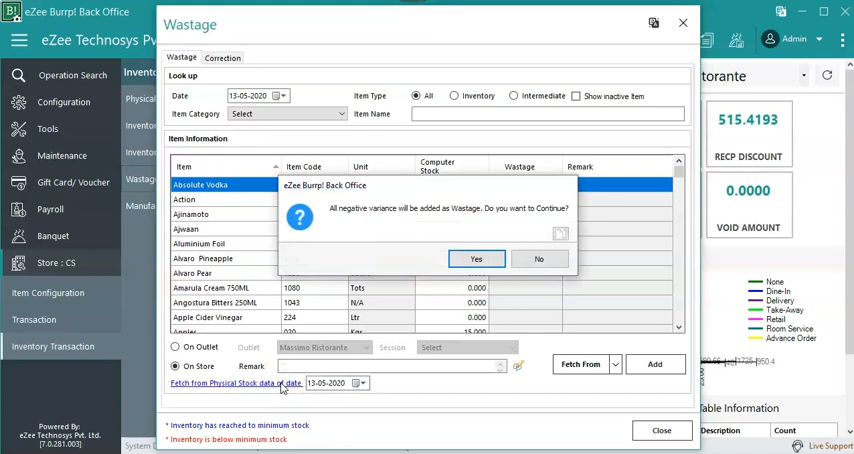 B! eZee Burrp! Back Office
eZee Technosys Pv
Admin
Operation Search
Configuration
Tools
Maintenance
Gift Card/ Voucher
Payroll
Banquet
Store : CS
Item Configuration
Transaction
Inventory Transaction
Powered By:
eZee Technosys Pvt. Ltd.
[7.0.281.003]
Invento
Physical
Inventor
Inventor
Wastag
Manufa
System D
Wastage
Wastage Correction
Look up
Date 13-05-2020 Item Type All Inventory Intermediate Show inactive Item
Item Category Select Item Name
Item Information
Item Item Code Unit Computer Stock Wastage Remark
Absolute Vodka
Action
Ajinamoto
Ajwaan
Aluminium Foil
Alvaro Pineapple
Alvaro Pear
Amarula Cream 750ML 1080 Tots 0.000
Angostura Bitters 250ML 1043 N/A 0.000
Apple Cider Vinegar 224 Ltr 0.000
Apples 020 Kgs 15.000
eZee Burrp! Back Office
All negative variance will be added as Wastage. Do you want to Continue?
Yes No
On Outlet Outlet Massimo Ristorante Session Select
On Store Remark Fetch From Add
Fetch from Physical Stock data of date 13-05-2020
* Inventory has reached to minimum stock
* Inventory is below minimum stock
Close
torante
515.4193
RECP DISCOUNT
0.0000
VOID AMOUNT
None
Dine-In
Delivery
Take-Away
Retail
Room Service
Advance Order
Table Information
Description Count
Live Support